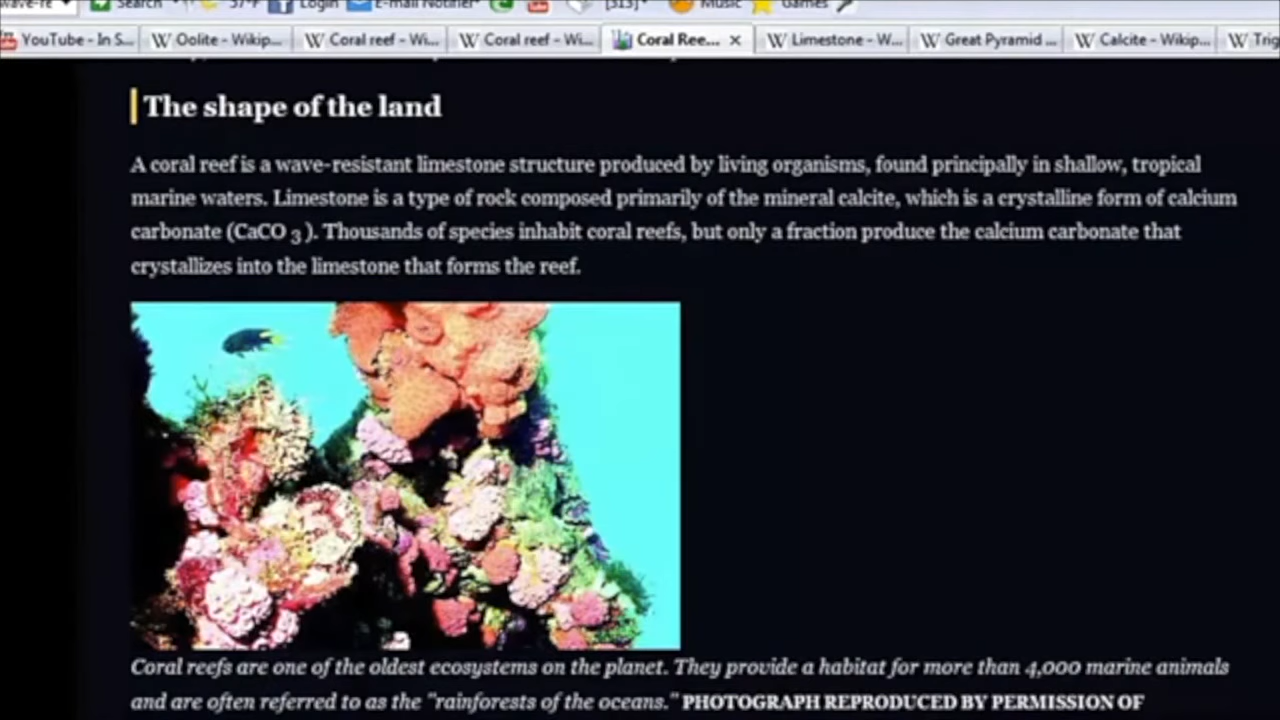 Search 57°F Login E-mail Notifier [313] Music Games
YouTube - In S... Oolite - Wikip... Coral reef - Wi... Coral reef - Wi... Coral Ree... Limestone - W... Great Pyramid ... Calcite - Wikip...
The shape of the land
A coral reef is a wave-resistant limestone structure produced by living organisms, found principally in shallow, tropical
marine waters. Limestone is a type of rock composed primarily of the mineral calcite, which is a crystalline form of calcium
carbonate (CaCO 3 ). Thousands of species inhabit coral reefs, but only a fraction produce the calcium carbonate that
crystallizes into the limestone that forms the reef.
Coral reefs are one of the oldest ecosystems on the planet. They provide a habitat for more than 4,000 marine animals
and are often referred to as the "rainforests of the oceans." PHOTOGRAPH REPRODUCED BY PERMISSION OF